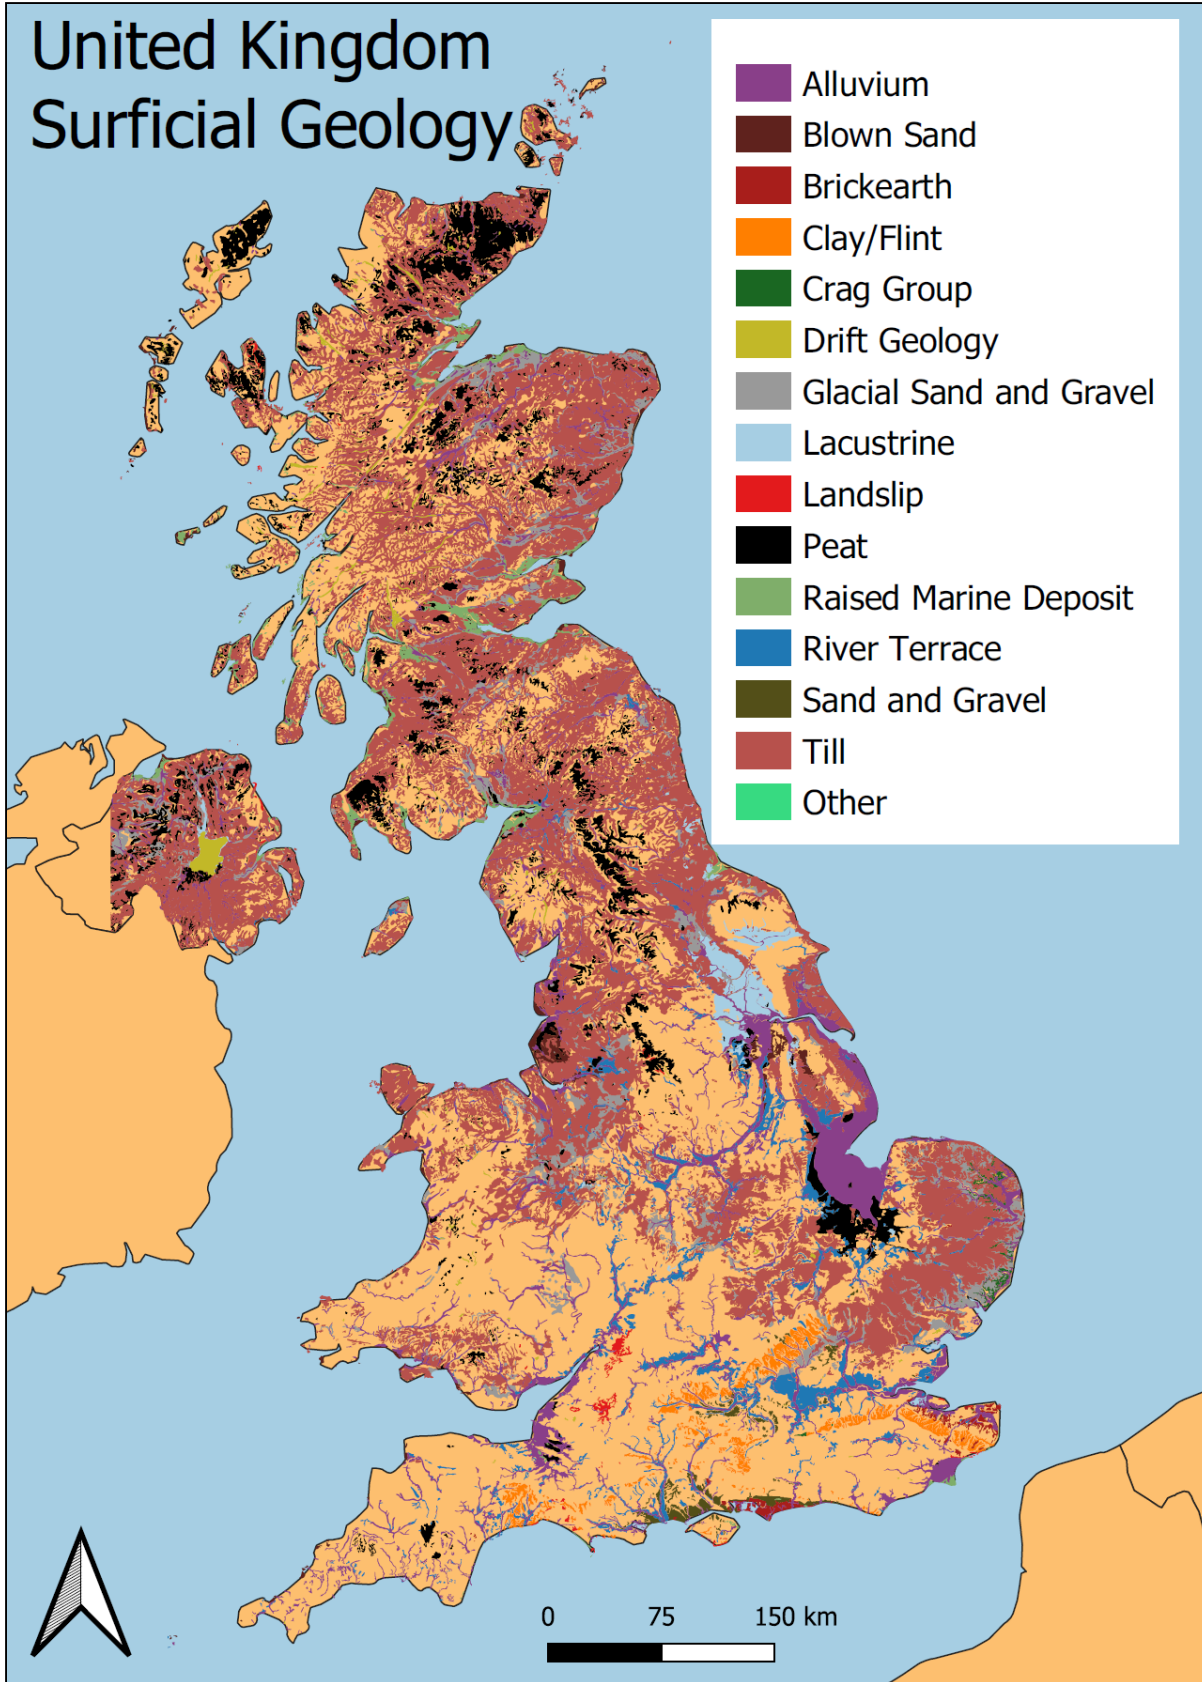 United Kingdom
Surficial Geology
Alluvium
Blown Sand
Brickearth
Clay/Flint
Crag Group
Drift Geology
Glacial Sand and Gravel
Lacustrine
Landslip
Peat
Raised Marine Deposit
River Terrace
Sand and Gravel
Till
Other
0 75 150 km